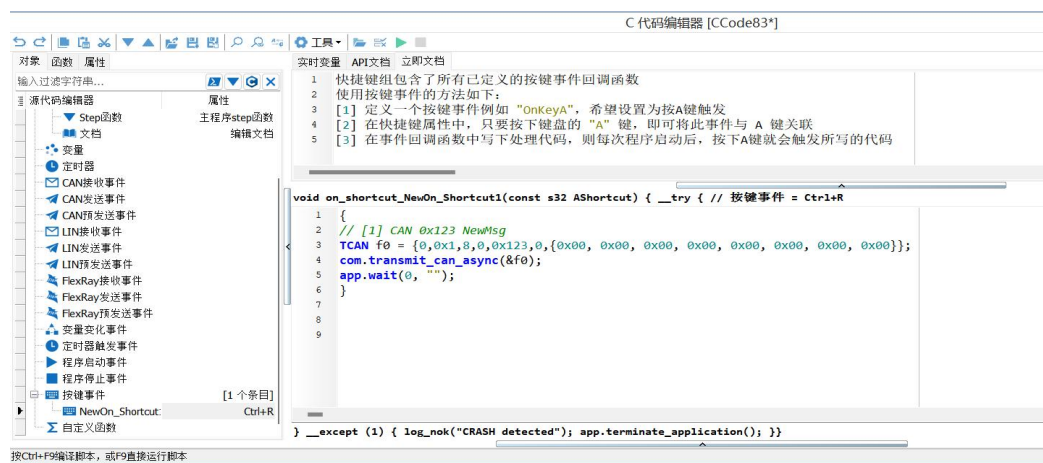 C 代码编辑器 [CCode83*]
工具
对象 函数 属性
实时变量 API文档 立即文档
输入过滤字符串...
源代码编辑器 属性
Step函数 主程序step函数
文档 编辑文档
变量
定时器
CAN接收事件
CAN发送事件
CAN预发送事件
LIN接收事件
LIN发送事件
LIN预发送事件
FlexRay接收事件
FlexRay发送事件
FlexRay预发送事件
变量变化事件
定时器触发事件
程序启动事件
程序停止事件
按键事件 [1 个条目]
NewOn_Shortcut: Ctrl+R
自定义函数
1 快捷键组包含了所有已定义的按键事件回调函数
2 使用按键事件的方法如下:
3 [1] 定义一个按键事件例如 "OnKeyA", 希望设置为按A键触发
4 [2] 在快捷键属性中, 只要按下键盘的 "A" 键, 即可将此事件与 A 键关联
5 [3] 在事件回调函数中写下处理代码, 则每次程序启动后, 按下A键就会触发所写的代码
void on_shortcut_NewOn_Shortcut1(const s32 AShortcut) { __try { // 按键事件 = Ctrl+R
1 {
2 // [1] CAN 0x123 NewMsg
3 TCAN f0 = {0,0x1,8,0,0x123,0,{0x00, 0x00, 0x00, 0x00, 0x00, 0x00, 0x00, 0x00}};
4 com.transmit_can_async(&f0);
5 app.wait(0, "");
6 }
7
8
9
} __except (1) { log_nok("CRASH detected"); app.terminate_application(); }}
按Ctrl+F9编译脚本，或F9直接运行脚本